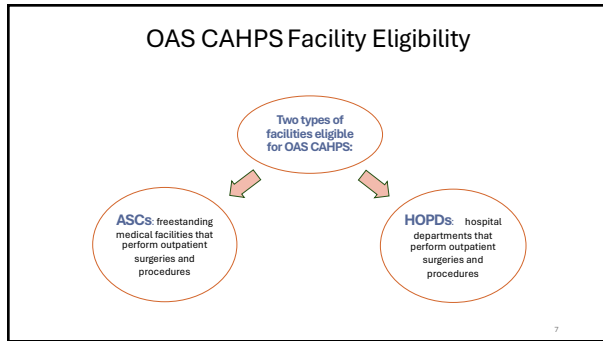 OAS CAHPS Facility Eligibility
Two types of
facilities eligible
for OAS CAHPS:
ASCs: freestanding
medical facilities that
perform outpatient
surgeries and
procedures
HOPDs: hospital
departments that
perform outpatient
surgeries and
procedures
7